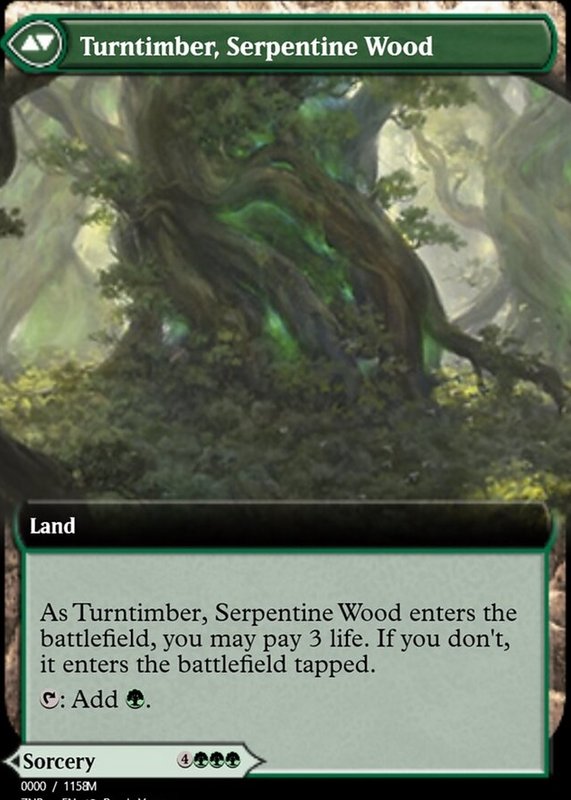 Turntimber, Serpentine Wood
Land
As Turntimber, Serpentine Wood enters the
battlefield, you may pay 3 life. If you don't,
it enters the battlefield tapped.
: Add .
Sorcery 4
0000 / 1158M